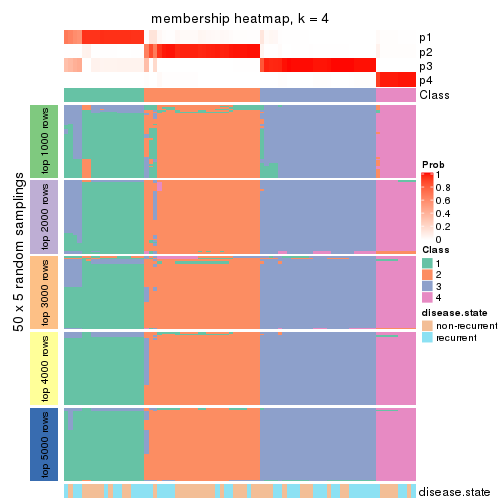 membership heatmap, k = 4
p1
p2
p3
p4
Class
50 x 5 random samplings
top 1000 rows
top 2000 rows
top 3000 rows
top 4000 rows
top 5000 rows
Prob
1
0.8
0.6
0.4
0.2
0
Class
1
2
3
4
disease.state
non-recurrent
recurrent
disease.state